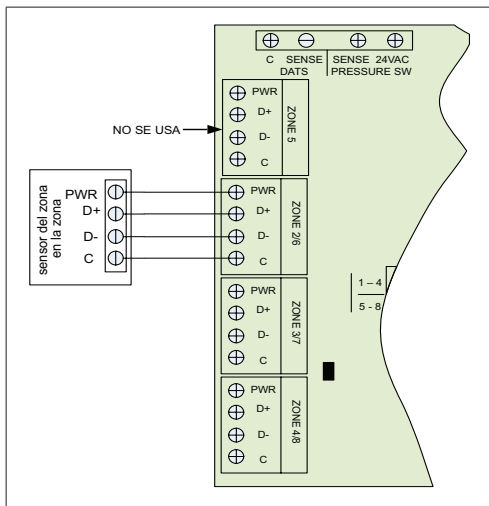 C SENSE SENSE 24VAC
DATS PRESSURE SW
PWR
D+
D-
C
ZONE 5
NO SE USA
sensor del zona
en la zona
PWR
D+
D-
C
PWR
D+
D-
C
ZONE 2/6
PWR
D+
D-
C
ZONE 3/7
1 – 4
5 - 8
PWR
D+
D-
C
ZONE 4/8